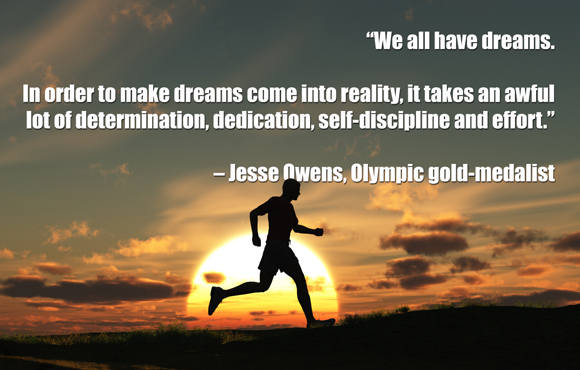 “We all have dreams.
In order to make dreams come into reality, it takes an awful
lot of determination, dedication, self-discipline and effort.”
– Jesse Owens, Olympic gold-medalist